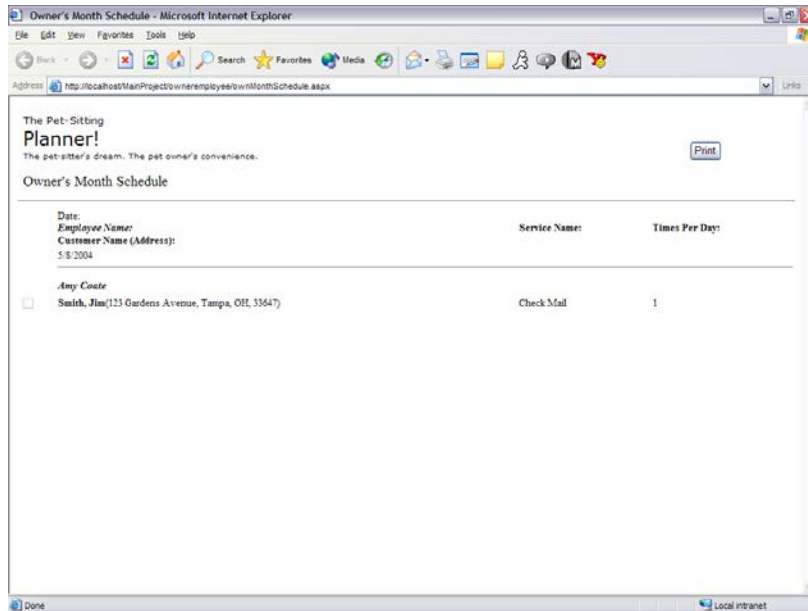 Owner's Month Schedule - Microsoft Internet Explorer
File Edit View Favorites Tools Help
Back Search Favorites Media
Address http://localhost/MainProject/owneremployee/ownMonthSchedule.aspx Links
The Pet-Sitting
Planner!
The pet-sitter's dream. The pet owner's convenience.
Print
Owner's Month Schedule
Date:
Employee Name: Service Name: Times Per Day:
Customer Name (Address):
5/8/2004
Amy Coate
Smith, Jim(123 Gardens Avenue, Tampa, OH, 33647) Check Mail 1
Done Local intranet